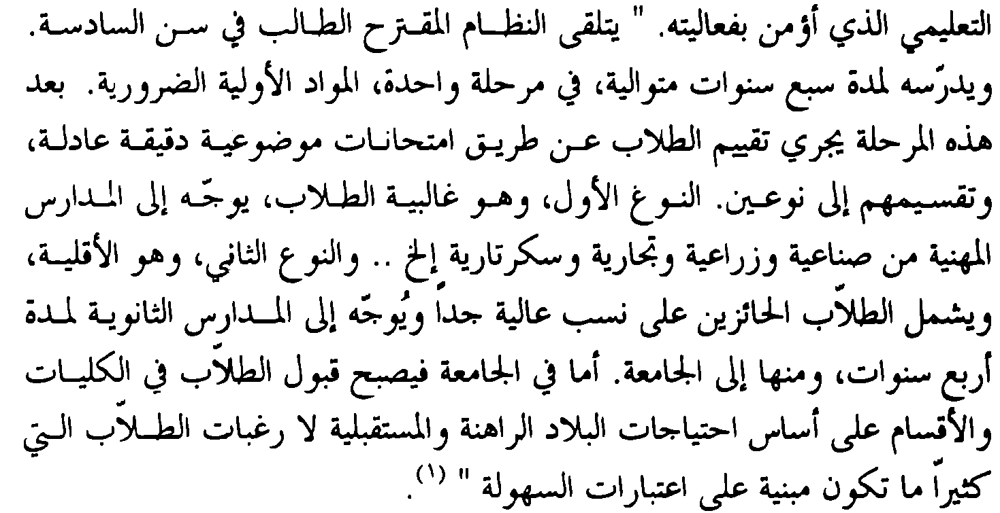 التعليمي الذي أؤمن بفعاليته. " يتلقى النظام المقترح الطالب في سن السادسة.
ويدرّسه لمدة سبع سنوات متوالية، في مرحلة واحدة، المواد الأولية الضرورية. بعد
هذه المرحلة يجري تقييم الطلاب عن طريق امتحانات موضوعية دقيقة عادلة،
وتقسيمهم إلى نوعين. النوغ الأول، وهو غالبية الطلاب، يوجّه إلى المدارس
المهنية من صناعية وزراعية وتجارية وسكرتارية إلخ .. والنوع الثاني، وهو الأقلية،
ويشمل الطلاّب الحائزين على نسب عالية جداً ويُوجّه إلى المدارس الثانوية لمدة
أربع سنوات، ومنها إلى الجامعة. أما في الجامعة فيصبح قبول الطلاّب في الكليات
والأقسام على أساس احتياجات البلاد الراهنة والمستقبلية لا رغبات الطلاّب التي
كثيراً ما تكون مبنية على اعتبارات السهولة " (١).